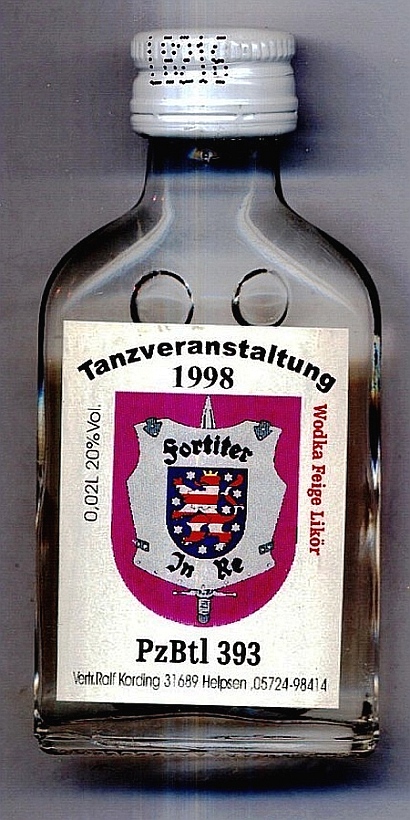 Tanzveranstaltung
1998
0,02L 20%Vol.
Wodka Feige Likör
Fortiter
In Re
PzBtl 393
Vertr.Ralf Kording 31689 Helpsen ,05724-98414